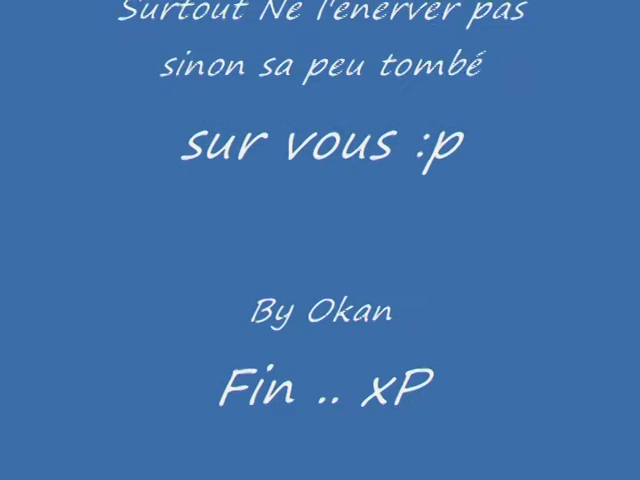 Surtout Ne l'enerver pas
sinon sa peu tombé
sur vous :p
By Okan
Fin .. xP